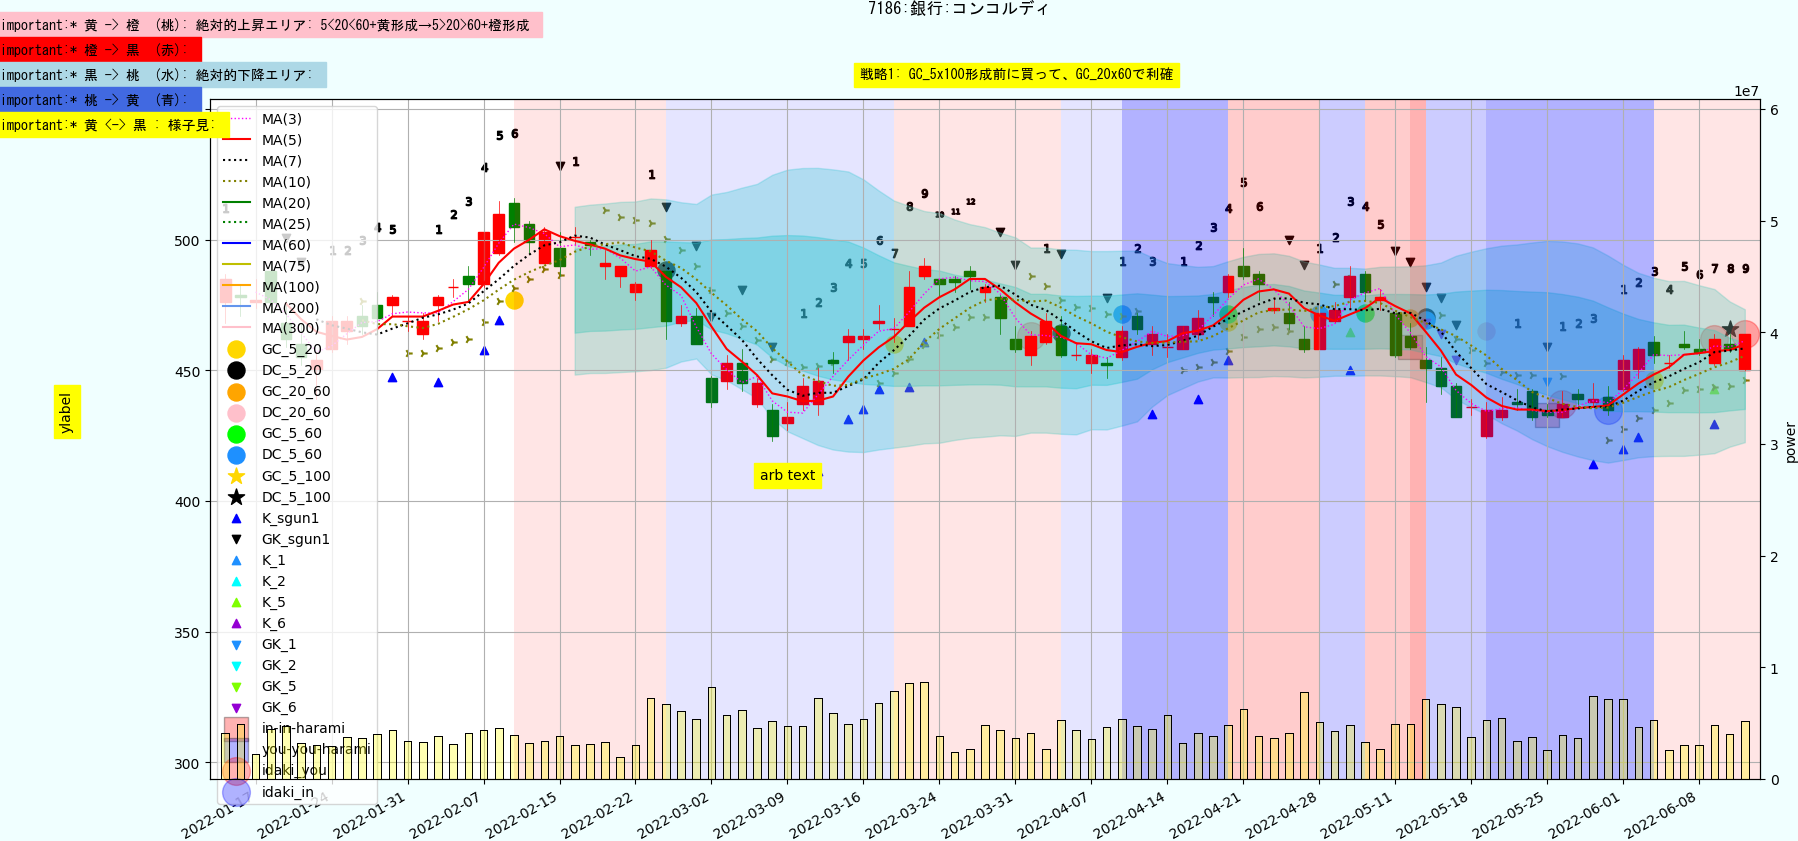 7186:銀行:コンコルディ
important:* 黄 -> 橙 (桃): 絶対的上昇エリア: 5<20<60+黄形成→5>20>60+橙形成
important:* 橙 -> 黒 (赤):
important:* 黒 -> 桃 (水): 絶対的下降エリア:
戦略1: GC_5x100形成前に買って、GC_20x60で利確
important:* 桃 -> 黄 (青):
important:* 黄 <-> 黒 : 様子見:
1e7
MA(3)
MA(5)
MA(7)
MA(10)
MA(20)
MA(25)
MA(60)
MA(75)
MA(100)
MA(200)
MA(300)
GC_5_20
DC_5_20
GC_20_60
DC_20_60
GC_5_60
DC_5_60
GC_5_100
DC_5_100
K_sgun1
GK_sgun1
K_1
K_2
K_5
K_6
GK_1
GK_2
GK_5
GK_6
in-in-harami
you-you-harami
idaki_you
idaki_in
500
450
400
350
300
ylabel
arb text
6
5
4
3
2
1
0
power
2022-01-17
2022-01-24
2022-01-31
2022-02-07
2022-02-15
2022-02-22
2022-03-02
2022-03-09
2022-03-16
2022-03-24
2022-03-31
2022-04-07
2022-04-14
2022-04-21
2022-04-28
2022-05-11
2022-05-18
2022-05-25
2022-06-01
2022-06-08